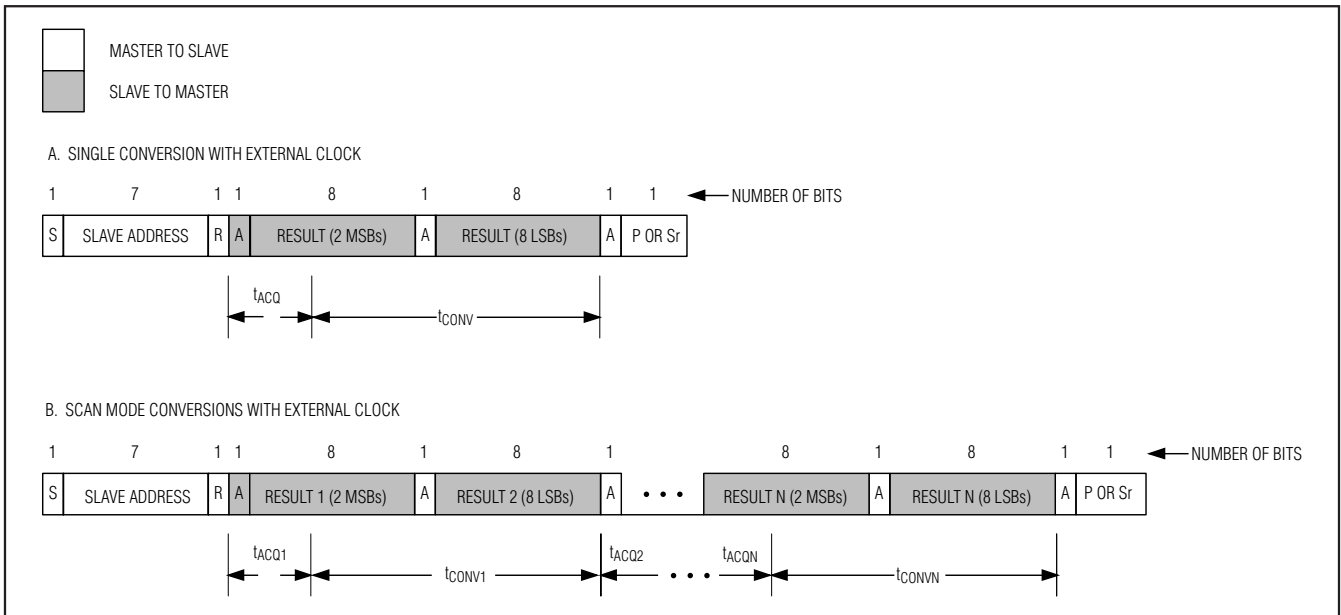 MASTER TO SLAVE
SLAVE TO MASTER
A. SINGLE CONVERSION WITH EXTERNAL CLOCK
1 7 1 1 8 1 8 1 1 NUMBER OF BITS
S SLAVE ADDRESS R A RESULT (2 MSBs) A RESULT (8 LSBs) A P OR Sr
tACQ tCONV
B. SCAN MODE CONVERSIONS WITH EXTERNAL CLOCK
1 7 1 1 8 1 8 1 8 1 8 1 1 NUMBER OF BITS
S SLAVE ADDRESS R A RESULT 1 (2 MSBs) A RESULT 2 (8 LSBs) A • • • RESULT N (2 MSBs) A RESULT N (8 LSBs) A P OR Sr
tACQ1 tCONV1 tACQ2 • • • tACQN tCONVN